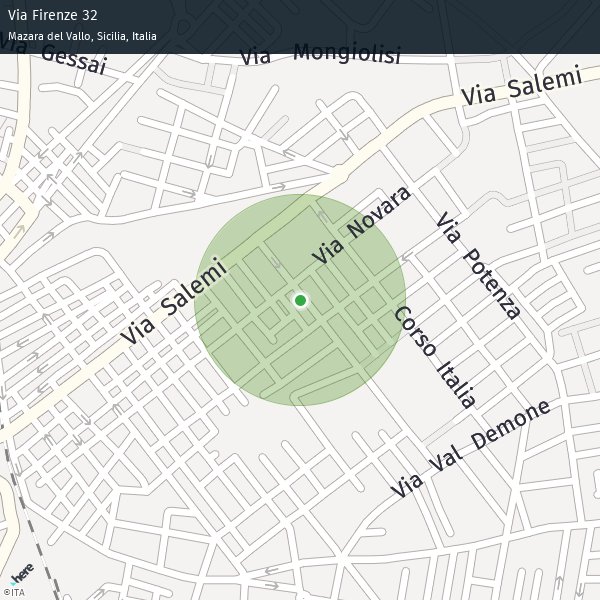 Via Firenze 32
Mazara del Vallo, Sicilia, Italia
Via Gessai
Via Mongiolisi
Via Salemi
Via Novara
Via Potenza
Via Salemi
Corso Italia
Via Val Demone
here
©ITA